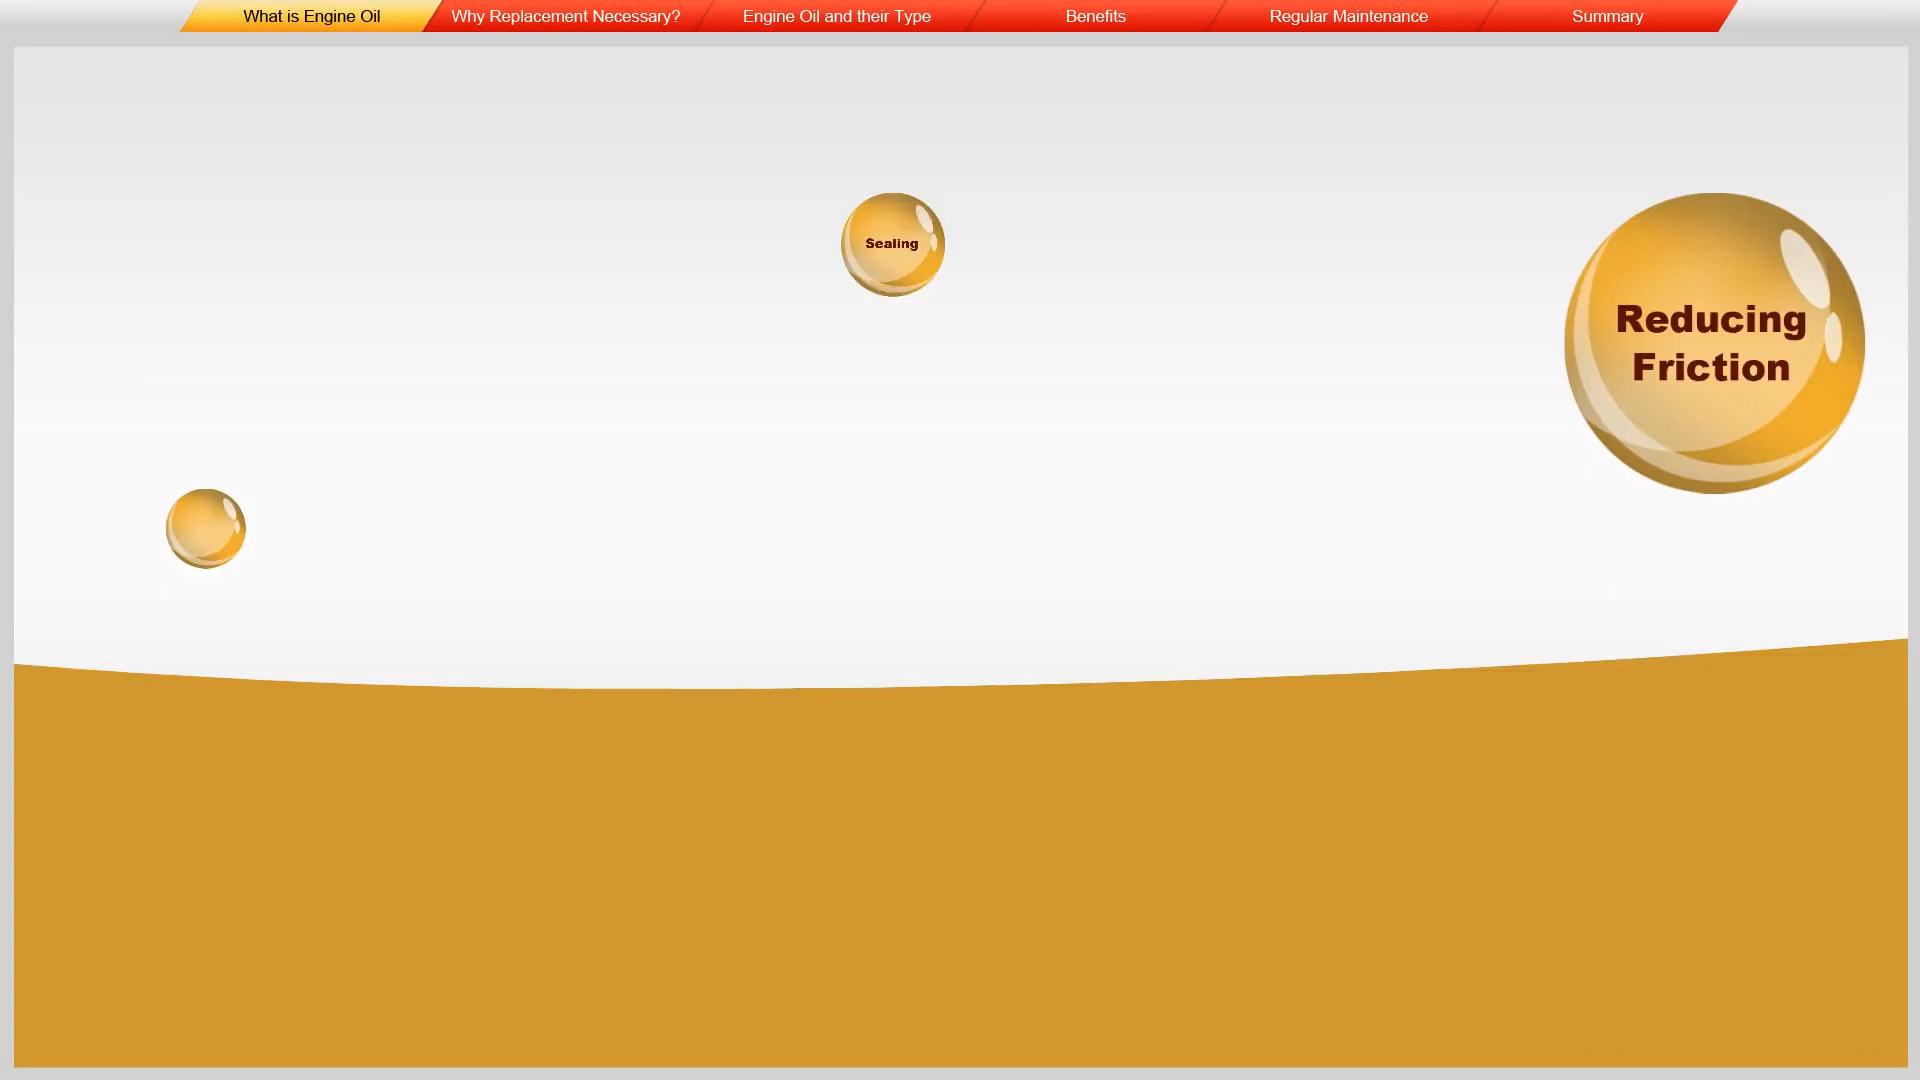 What is Engine Oil
Why Replacement Necessary?
Engine Oil and their Type
Benefits
Regular Maintenance
Summary
Sealing
Reducing
Friction